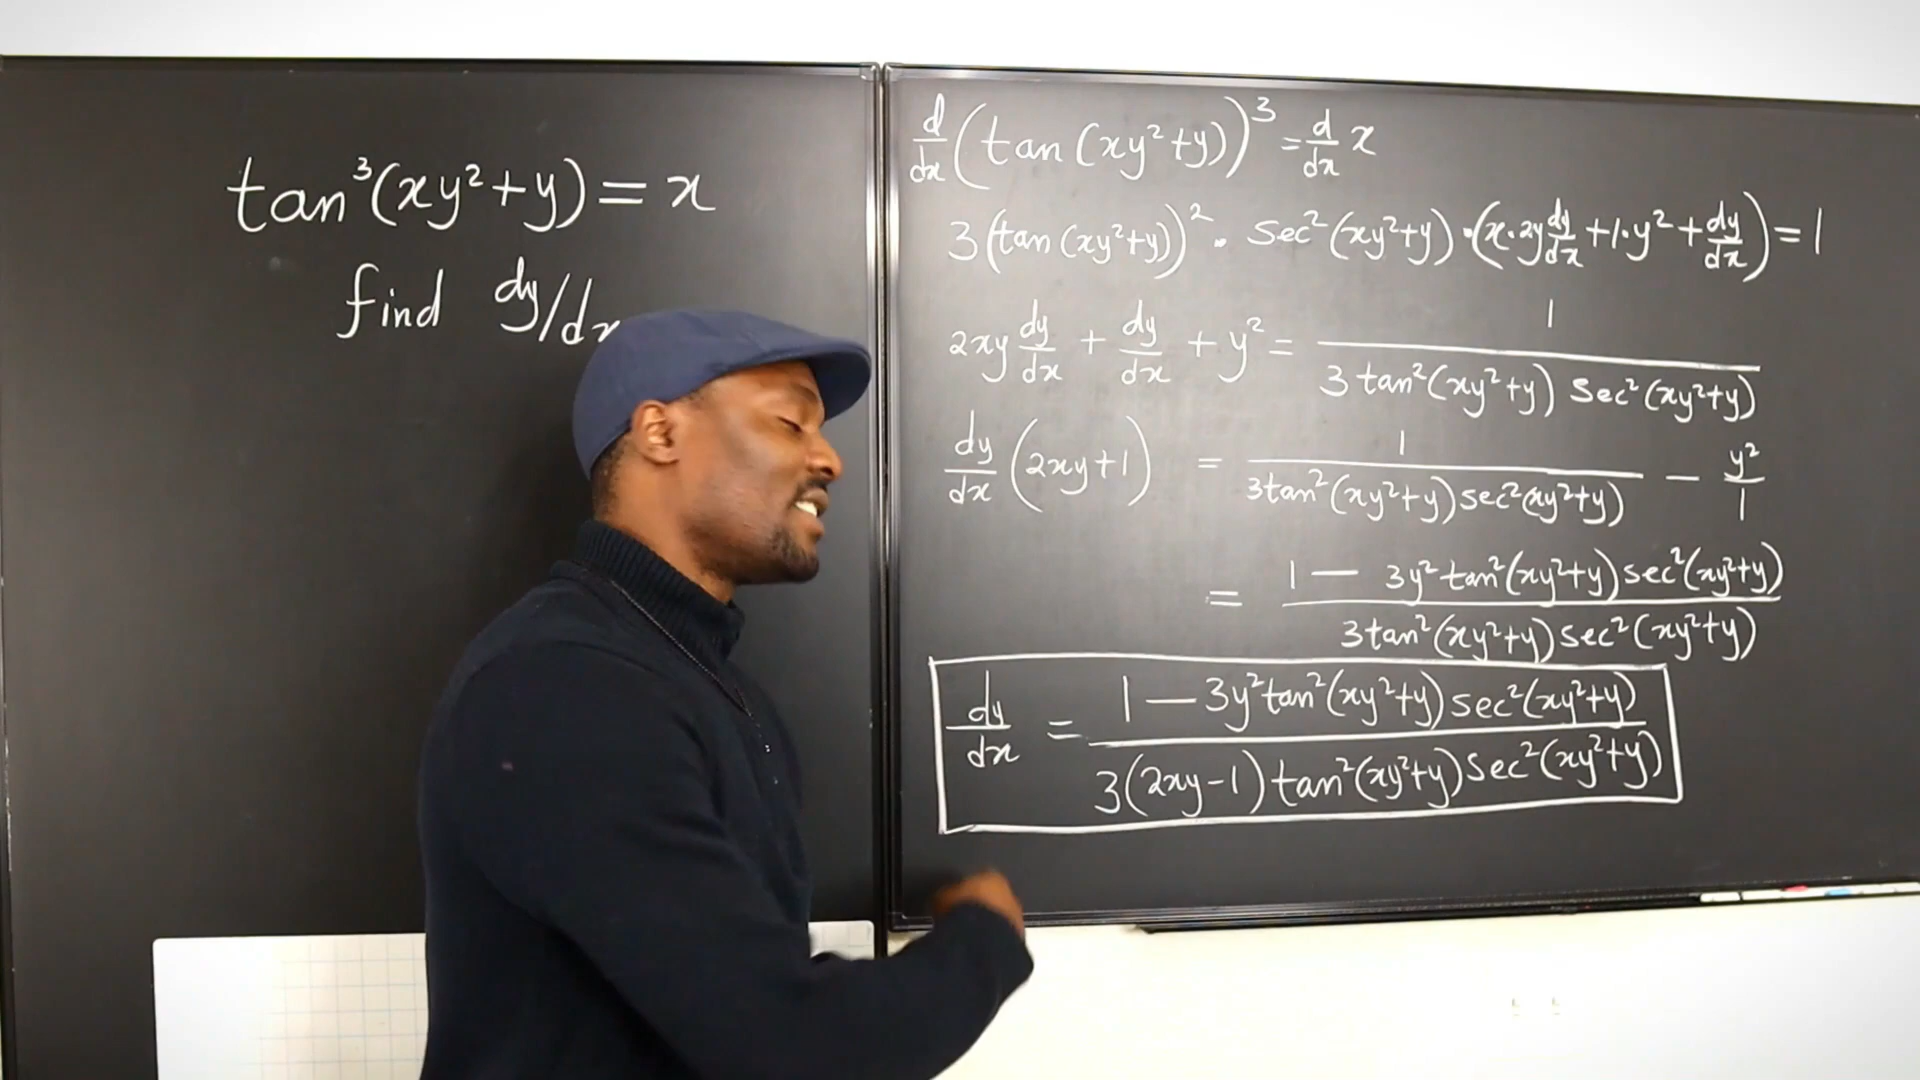 tan³(xy²+y) = x
find dy/dx
d/dx (tan (xy²+y))³ = d/dx x
3(tan (xy²+y))² · sec²(xy²+y) · (x·2y dy/dx + 1·y² + dy/dx) = 1
2xy dy/dx + dy/dx + y² = 1 / 3 tan²(xy²+y) sec²(xy²+y)
dy/dx (2xy+1) = 1 / 3tan²(xy²+y) sec²(xy²+y) − y²/1
= 1 − 3y² tan²(xy²+y) sec²(xy²+y) / 3tan²(xy²+y) sec²(xy²+y)
dy/dx = 1 − 3y² tan²(xy²+y) sec²(xy²+y) / 3(2xy−1) tan²(xy²+y) sec²(xy²+y)